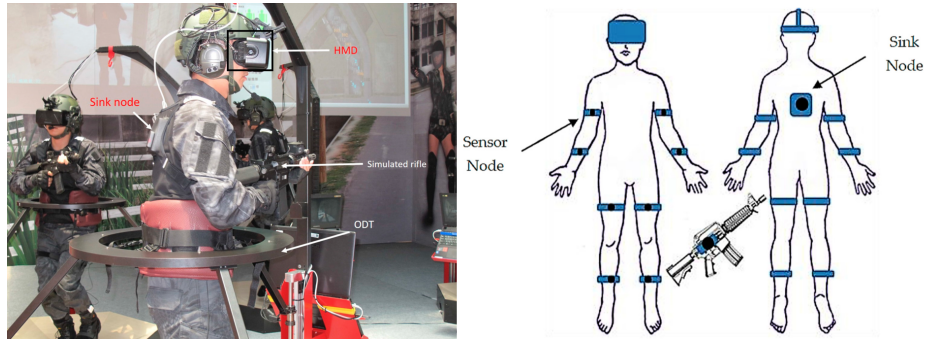 HMD
Sink node
Simulated rifle
ODT
Sink
Node
Sensor
Node